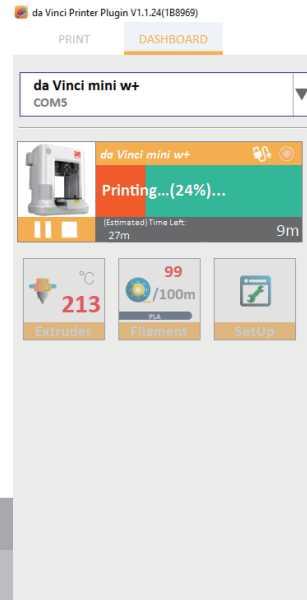 da Vinci Printer Plugin V1.1.24(1B8969)
PRINT DASHBOARD
da Vinci mini w+
COM5
da Vinci mini w+
Printing...(24%)...
(Estimated) Time Left:
27m 9m
°C
213
Extruder
99
/100m
PLA
Filament
SetUp